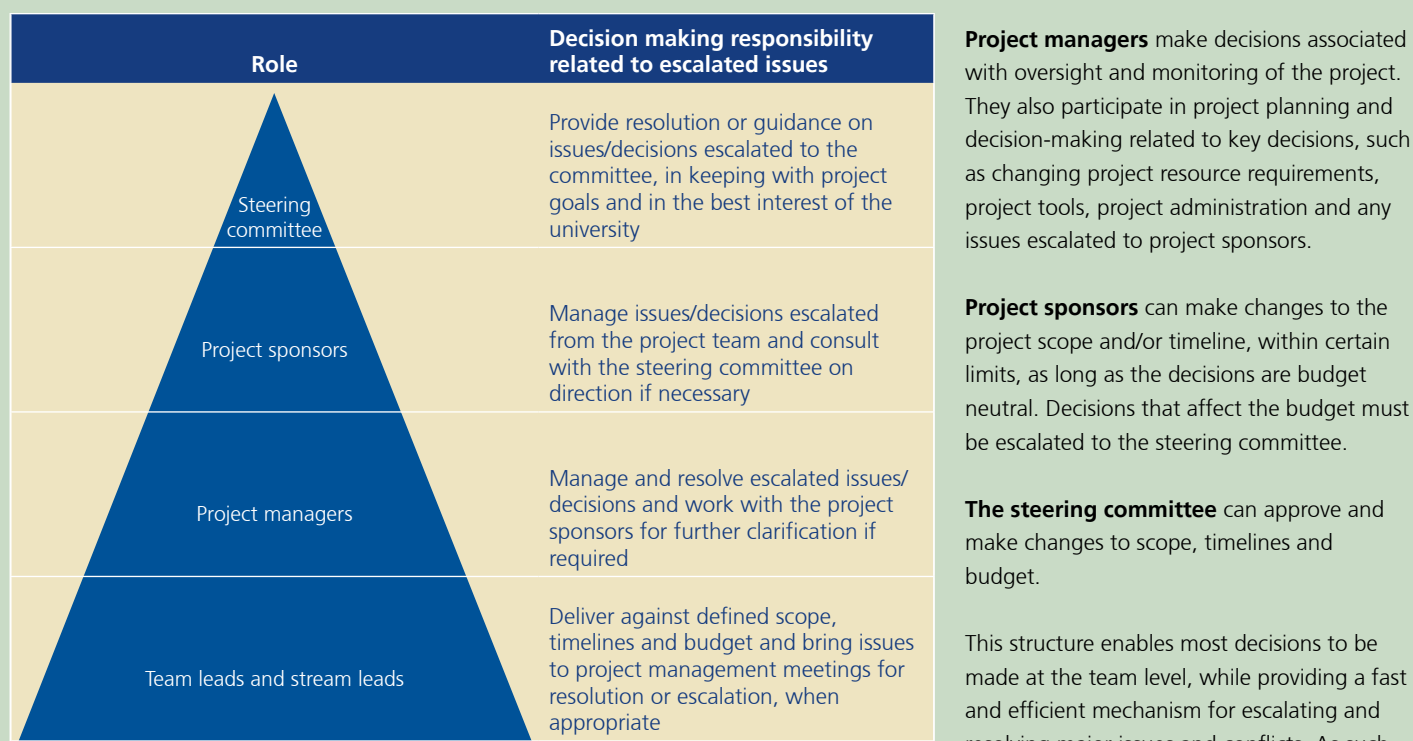 Role
Decision making responsibility
related to escalated issues
Steering
committee
Provide resolution or guidance on
issues/decisions escalated to the
committee, in keeping with project
goals and in the best interest of the
university
Project sponsors
Manage issues/decisions escalated
from the project team and consult
with the steering committee on
direction if necessary
Project managers
Manage and resolve escalated issues/
decisions and work with the project
sponsors for further clarification if
required
Team leads and stream leads
Deliver against defined scope,
timelines and budget and bring issues
to project management meetings for
resolution or escalation, when
appropriate
Project managers make decisions associated
with oversight and monitoring of the project.
They also participate in project planning and
decision-making related to key decisions, such
as changing project resource requirements,
project tools, project administration and any
issues escalated to project sponsors.
Project sponsors can make changes to the
project scope and/or timeline, within certain
limits, as long as the decisions are budget
neutral. Decisions that affect the budget must
be escalated to the steering committee.
The steering committee can approve and
make changes to scope, timelines and
budget.
This structure enables most decisions to be
made at the team level, while providing a fast
and efficient mechanism for escalating and
resolving major issues and conflicts. As such